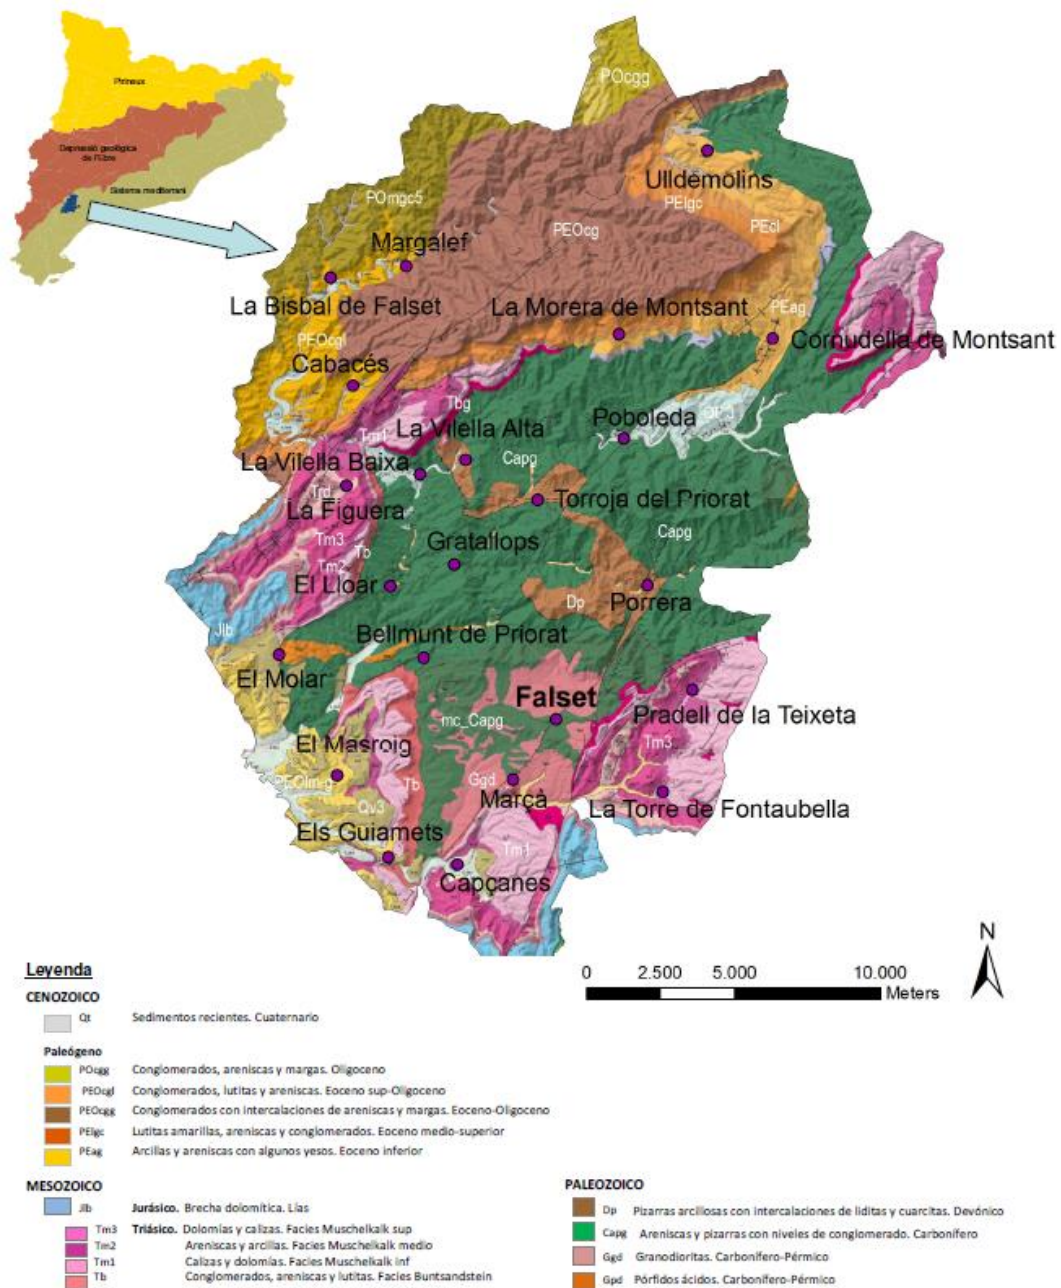 Pirineus
Depressió geológica
de l'Ebre
Sistema mediterrani
POcgg
Ulldemolins
POmgc5
PEIgc
PEOcg
PEcl
Margalef
La Bisbal de Falset
La Morera de Montsant
PEag
Cornudella de Montsant
PEOcgl
Cabacés
Tbg
Poboleda
La Vilella Alta
Tm1
Capg
La Vilella Baixa
Trd
La Figuera
Torroja del Priorat
Capg
Tm3
Tb
Gratallops
Tm2
El Lloar
Dp
Porrera
Jlb
Bellmunt de Priorat
El Molar
Falset
Pradell de la Teixeta
mc_Capg
El Masroig
Tm3
Ggd
Tb
Marçà
La Torre de Fontaubella
Qv3
Els Guiamets
Tm1
Capçanes
N
0 2.500 5.000 10.000
Meters
Leyenda
CENOZOICO
Qt Sedimentos recientes. Cuaternario
Paleógeno
POcgg Conglomerados, areniscas y margas. Oligoceno
PEOcgl Conglomerados, lutitas y areniscas. Eoceno sup-Oligoceno
PEOcgg Conglomerados con intercalaciones de areniscas y margas. Eoceno-Oligoceno
PEIgc Lutitas amarillas, areniscas y conglomerados. Eoceno medio-superior
PEag Arcillas y areniscas con algunos yesos. Eoceno inferior
MESOZOICO
Jlb Jurásico. Brecha dolomítica. Lías
Tm3 Triásico. Dolomías y calizas. Facies Muschelkalk sup
Tm2 Areniscas y arcillas. Facies Muschelkalk medio
Tm1 Calizas y dolomías. Facies Muschelkalk inf
Tb Conglomerados, areniscas y lutitas. Facies Buntsandstein
PALEOZOICO
Dp Pizarras arcillosas con intercalaciones de liditas y cuarcitas. Devónico
Capg Areniscas y pizarras con niveles de conglomerado. Carbonífero
Ggd Granodioritas. Carbonífero-Pérmico
Gpd Pórfidos ácidos. Carbonífero-Pérmico